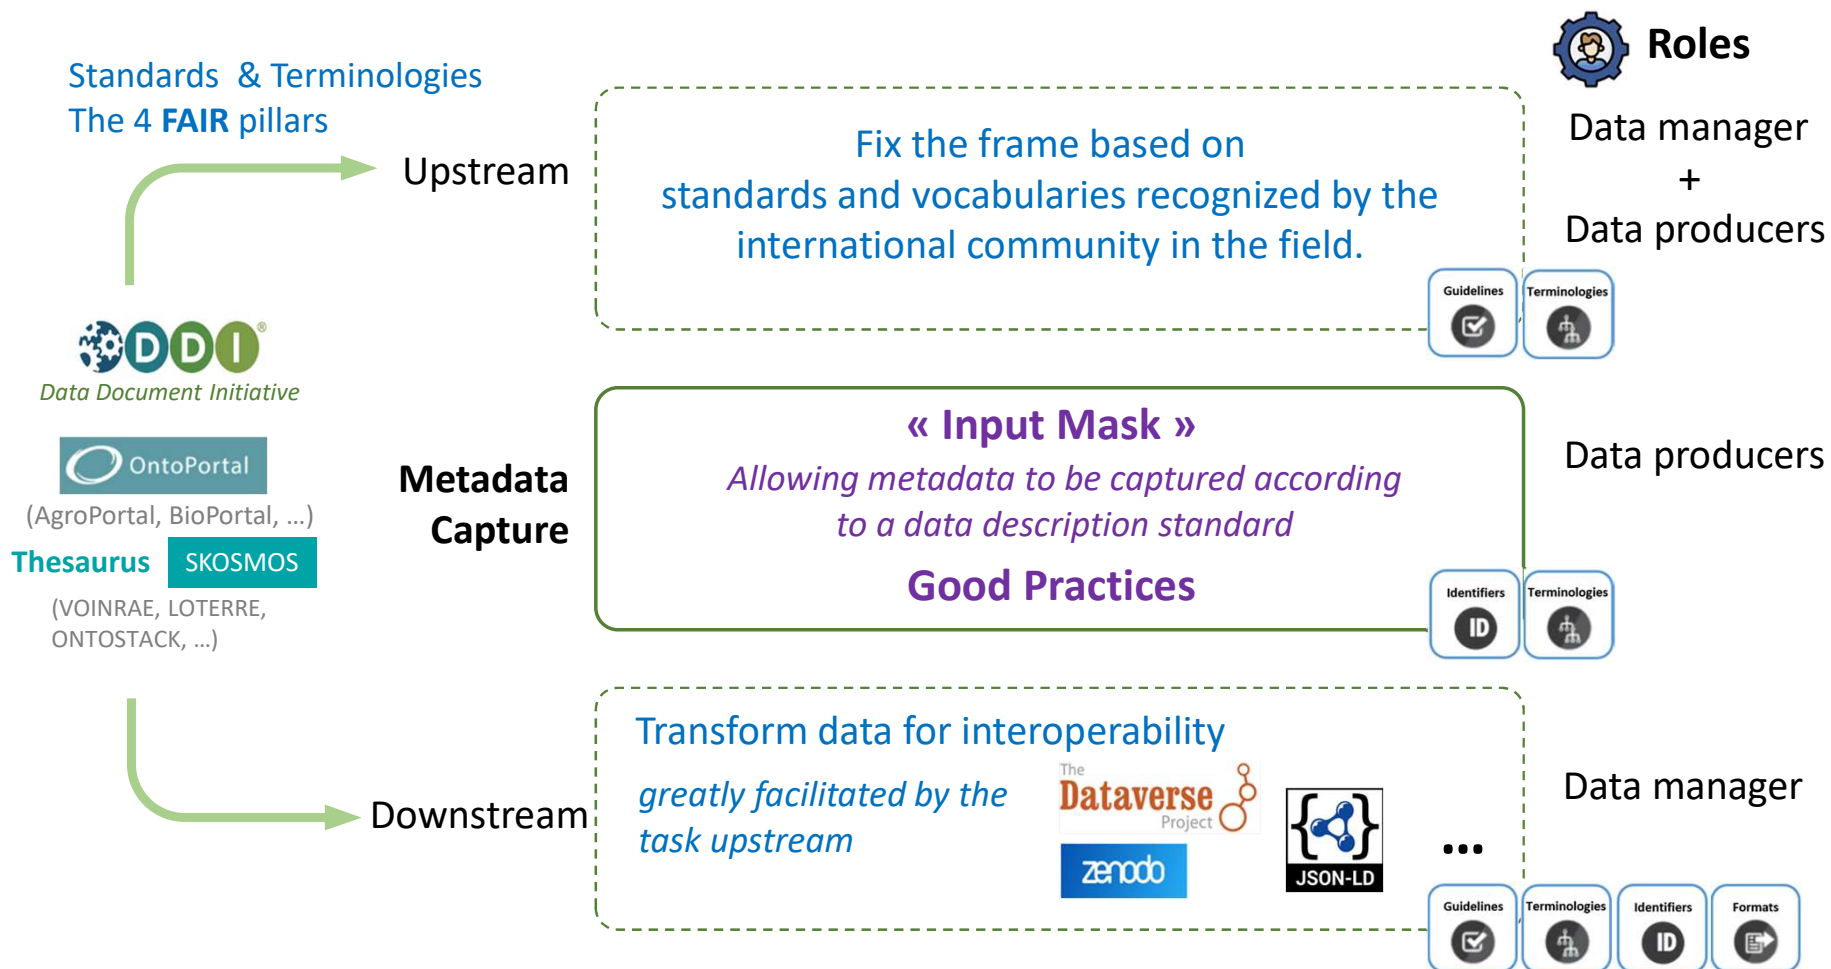 Roles
Standards & Terminologies
The 4 FAIR pillars
Upstream
Fix the frame based on
standards and vocabularies recognized by the
international community in the field.
Data manager
+
Data producers
Guidelines
Terminologies
DDI®
Data Document Initiative
OntoPortal
(AgroPortal, BioPortal, ...)
Thesaurus
SKOSMOS
(VOINRAE, LOTERRE,
ONTOSTACK, ...)
Metadata
Capture
« Input Mask »
Allowing metadata to be captured according
to a data description standard
Good Practices
Data producers
Identifiers
ID
Terminologies
Downstream
Transform data for interoperability
greatly facilitated by the
task upstream
The
Dataverse
Project
zenodo
{ }
JSON-LD
...
Data manager
Guidelines
Terminologies
Identifiers
ID
Formats